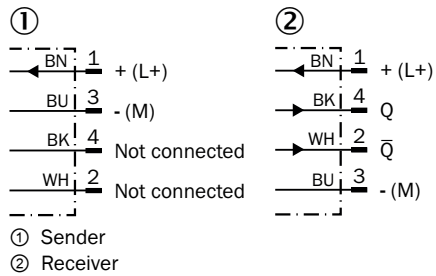 ① ②
BN 1 + (L+)
BU 3 - (M)
BK 4 Not connected
WH 2 Not connected
BN 1 + (L+)
BK 4 Q
WH 2 Q̅
BU 3 - (M)
① Sender
② Receiver